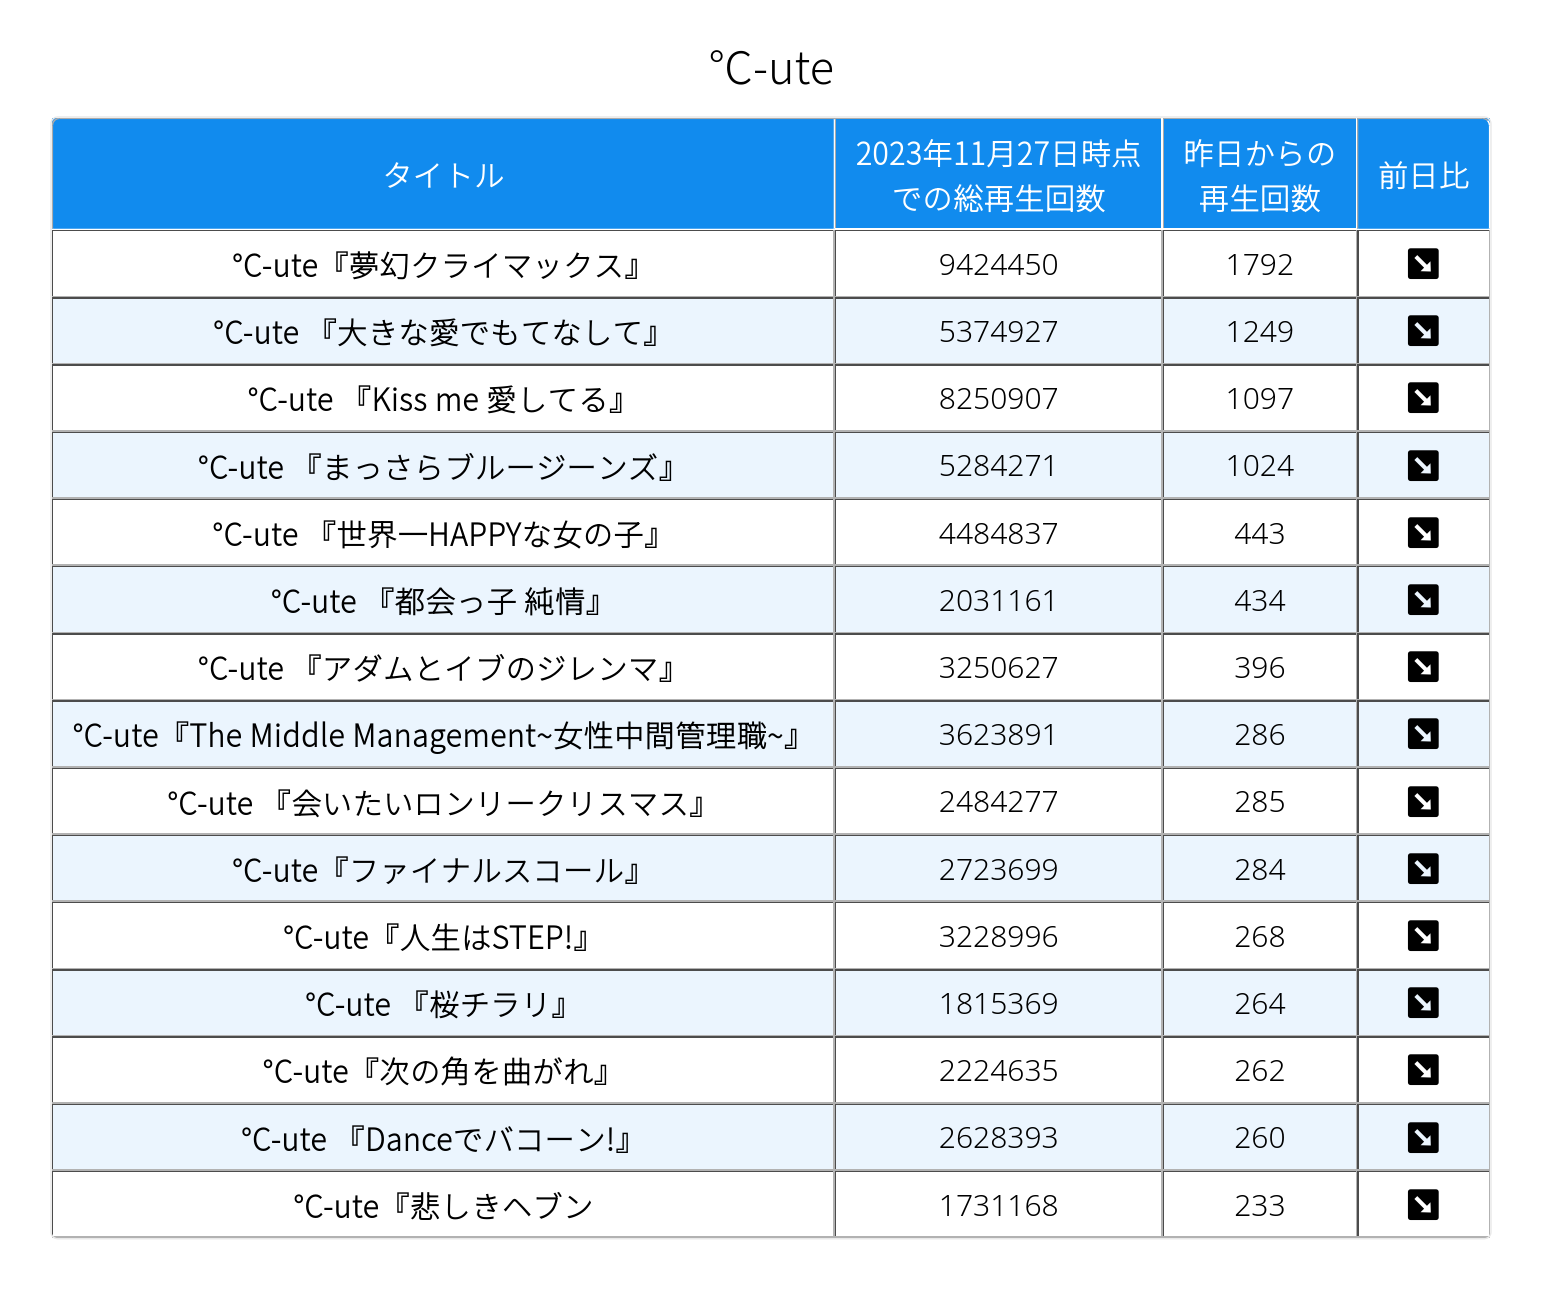 ℃-ute
タイトル 2023年11月27日時点での総再生回数 昨日からの再生回数 前日比
℃-ute『夢幻クライマックス』 9424450 1792 ↘
℃-ute 『大きな愛でもてなして』 5374927 1249 ↘
℃-ute 『Kiss me 愛してる』 8250907 1097 ↘
℃-ute 『まっさらブルージーンズ』 5284271 1024 ↘
℃-ute 『世界一HAPPYな女の子』 4484837 443 ↘
℃-ute 『都会っ子 純情』 2031161 434 ↘
℃-ute 『アダムとイブのジレンマ』 3250627 396 ↘
℃-ute『The Middle Management~女性中間管理職~』 3623891 286 ↘
℃-ute 『会いたいロンリークリスマス』 2484277 285 ↘
℃-ute『ファイナルスコール』 2723699 284 ↘
℃-ute『人生はSTEP!』 3228996 268 ↘
℃-ute 『桜チラリ』 1815369 264 ↘
℃-ute『次の角を曲がれ』 2224635 262 ↘
℃-ute 『Danceでバコーン!』 2628393 260 ↘
℃-ute『悲しきヘブン 1731168 233 ↘